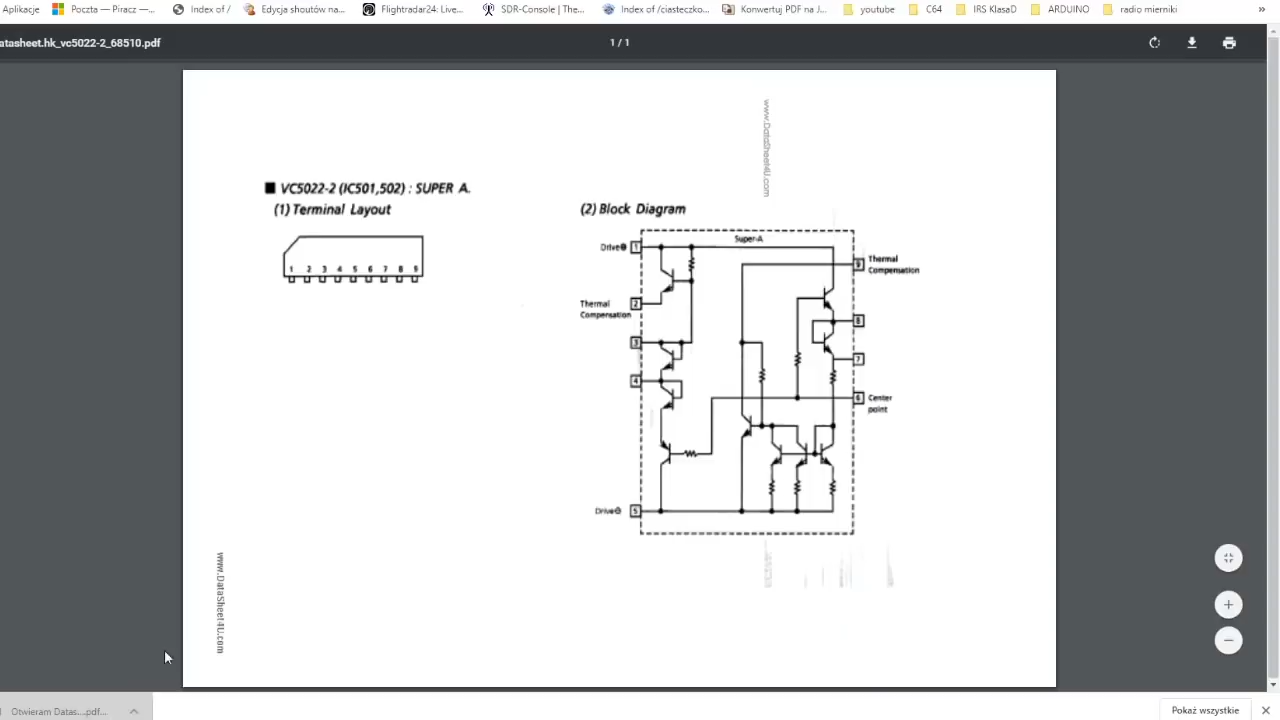 Aplikacje Poczta — Piracz —... Index of / Edycja shoutów na... Flightradar24: Live... SDR-Console | The... Index of /ciasteczko... Konwertuj PDF na J... youtube C64 IRS KlasaD ARDUINO radio mierniki »
atasheet.hk_vc5022-2_68510.pdf 1 / 1
www.DataSheet4U.com
■ VC5022-2 (IC501,502) : SUPER A.
(1) Terminal Layout
1 2 3 4 5 6 7 8 9
(2) Block Diagram
Super-A
Drive⊕ 1
9 Thermal
Compensation
Thermal 2
Compensation
8
3
7
4
6 Center
point
Drive⊖ 5
www.DataSheet4U.com
Otwieram Datas....pdf...
Pokaż wszystkie